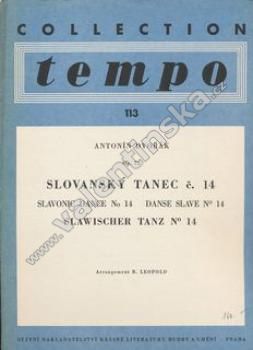 COLLECTION
tempo
113
ANTONÍN DVOŘÁK
SLOVANSKÝ TANEC č. 14
SLAVONIC DANCE No 14 DANSE SLAVE Nº 14
SLAWISCHER TANZ Nº 14
Arrangement B. LEOPOLD
STÁTNÍ NAKLADATELSTVÍ KRÁSNÉ LITERATURY, HUDBY A UMĚNÍ - PRAHA
www.valentinska.cz